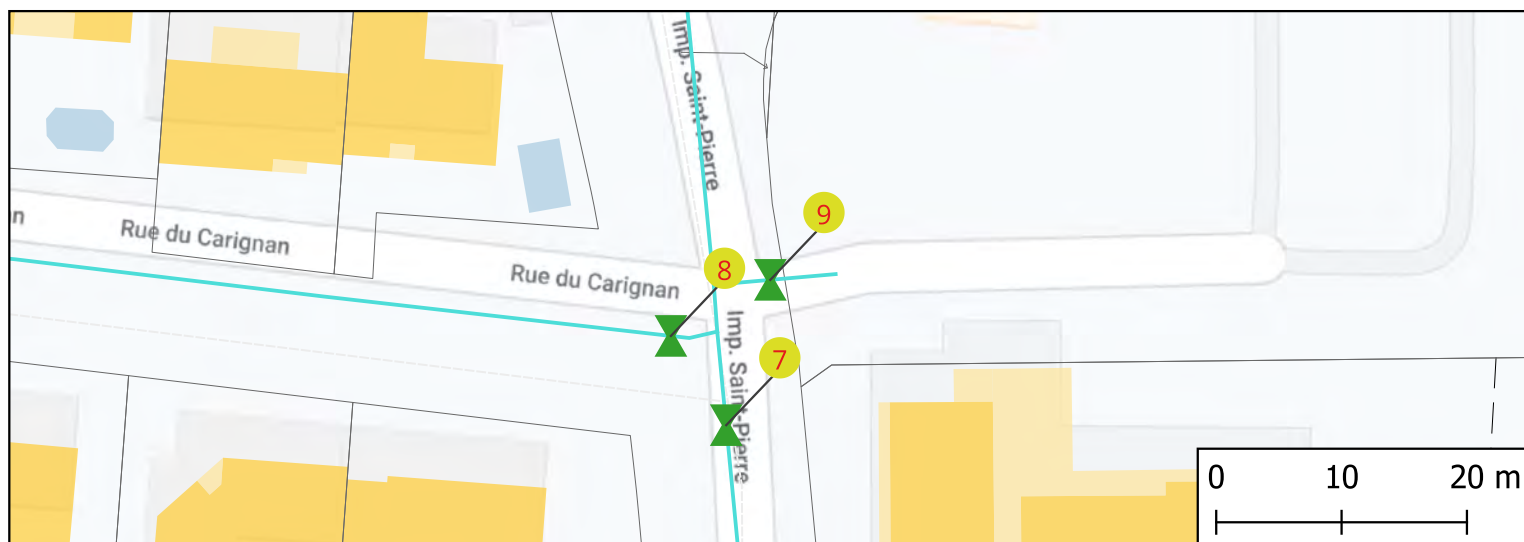 Imp. Saint-Pierre
9
n
Rue du Carignan
8
Rue du Carignan
Imp. Saint-Pierre
7
0 10 20 m